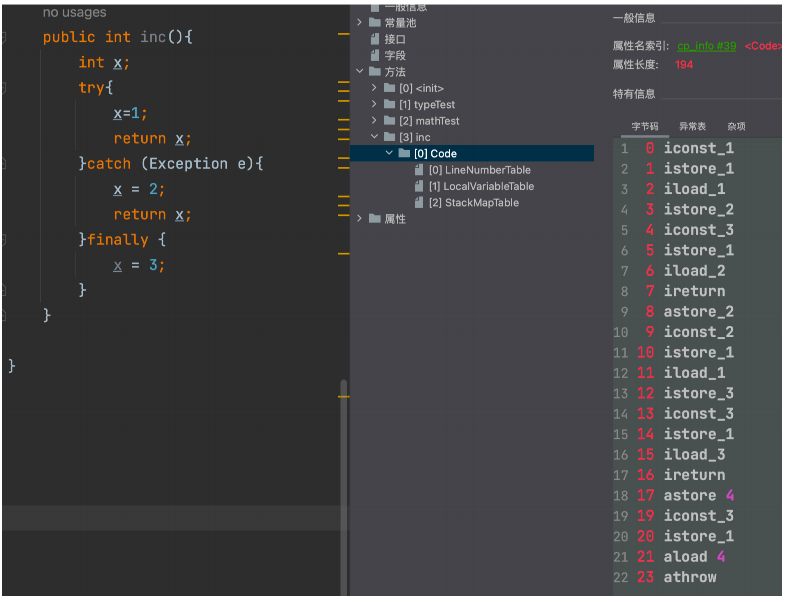 no usages
public int inc(){
int x;
try{
x=1;
return x;
}catch (Exception e){
x = 2;
return x;
}finally {
x = 3;
}
}
}
一般信息
常量池
接口
字段
方法
[0] <init>
[1] typeTest
[2] mathTest
[3] inc
[0] Code
[0] LineNumberTable
[1] LocalVariableTable
[2] StackMapTable
属性
一般信息
属性名索引: cp_info #39 <Code>
属性长度: 194
特有信息
字节码 异常表 杂项
1 0 iconst_1
2 1 istore_1
3 2 iload_1
4 3 istore_2
5 4 iconst_3
6 5 istore_1
7 6 iload_2
8 7 ireturn
9 8 astore_2
10 9 iconst_2
11 10 istore_1
12 11 iload_1
13 12 istore_3
14 13 iconst_3
15 14 istore_1
16 15 iload_3
17 16 ireturn
18 17 astore 4
19 19 iconst_3
20 20 istore_1
21 21 aload 4
22 23 athrow